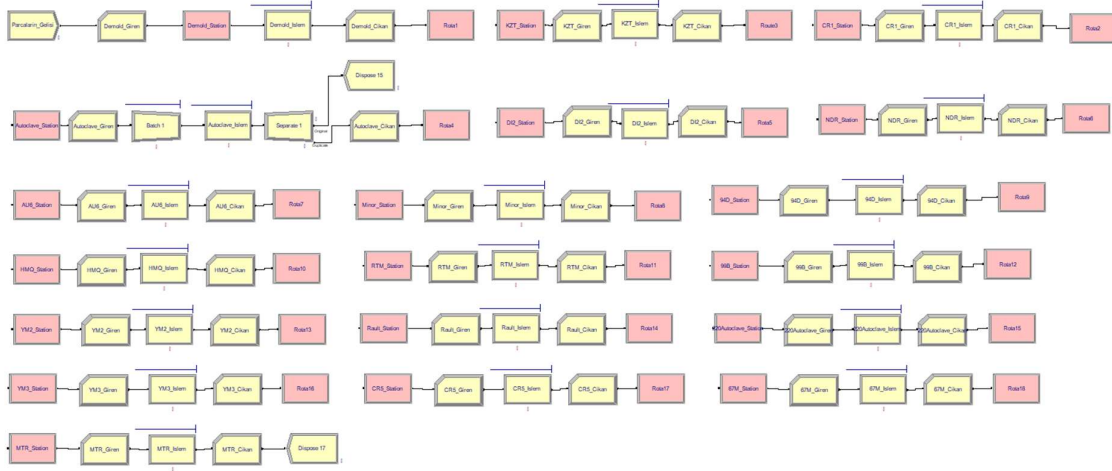 Parcalarin_Gelisi Demold_Giren Demold_Station Demold_Islem Demold_Cikan Rota1 KZT_Station KZT_Giren KZT_Islem KZT_Cikan Route3 CR1_Station CR1_Giren CR1_Islem CR1_Cikan Rota2
Dispose 15
Autoclave_Station Autoclave_Giren Batch 1 Autoclave_Islem Separate 1 Original Duplicate Autoclave_Cikan Rota4 DI2_Station DI2_Giren DI2_Islem DI2_Cikan Rota5 NDR_Station NDR_Giren NDR_Islem NDR_Cikan Rota6
AU6_Station AU6_Giren AU6_Islem AU6_Cikan Rota7 Minor_Station Minor_Giren Minor_Islem Minor_Cikan 94D_Station 94D_Giren 94D_Islem 94D_Cikan Rota9
HMQ_Station HMQ_Giren HMQ_Islem HMQ_Cikan Rota10 RTM_Station RTM_Giren RTM_Islem RTM_Cikan Rota11 99B_Station 99B_Giren 99B_Islem 99B_Cikan Rota12
YM2_Station YM2_Giren YM2_Islem YM2_Cikan Rota13 Rauli_Station Rauli_Giren Rauli_Islem Rauli_Cikan Rota14 220Autoclave_Giren 220Autoclave_Islem Rota15
YM3_Station YM3_Giren YM3_Islem YM3_Cikan Rota16 CR5_Station CR5_Giren CR5_Islem CR5_Cikan Rota17 67M_Station 67M_Giren 67M_Islem 67M_Cikan Rota18
MTR_Station MTR_Giren MTR_Islem MTR_Cikan Dispose 17